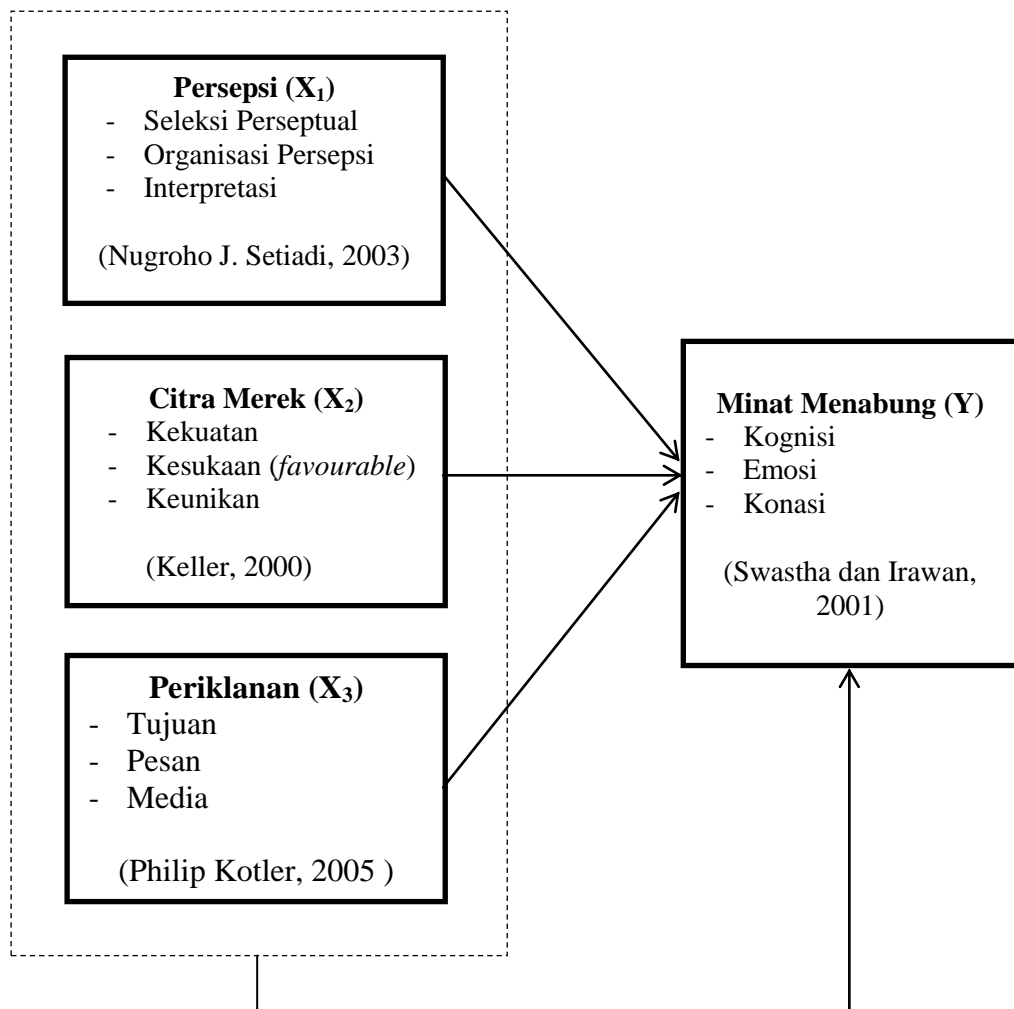 Persepsi (X₁)
- Seleksi Perseptual
- Organisasi Persepsi
- Interpretasi
(Nugroho J. Setiadi, 2003)
Citra Merek (X₂)
- Kekuatan
- Kesukaan (favourable)
- Keunikan
(Keller, 2000)
Periklanan (X₃)
- Tujuan
- Pesan
- Media
(Philip Kotler, 2005 )
Minat Menabung (Y)
- Kognisi
- Emosi
- Konasi
(Swastha dan Irawan,
2001)